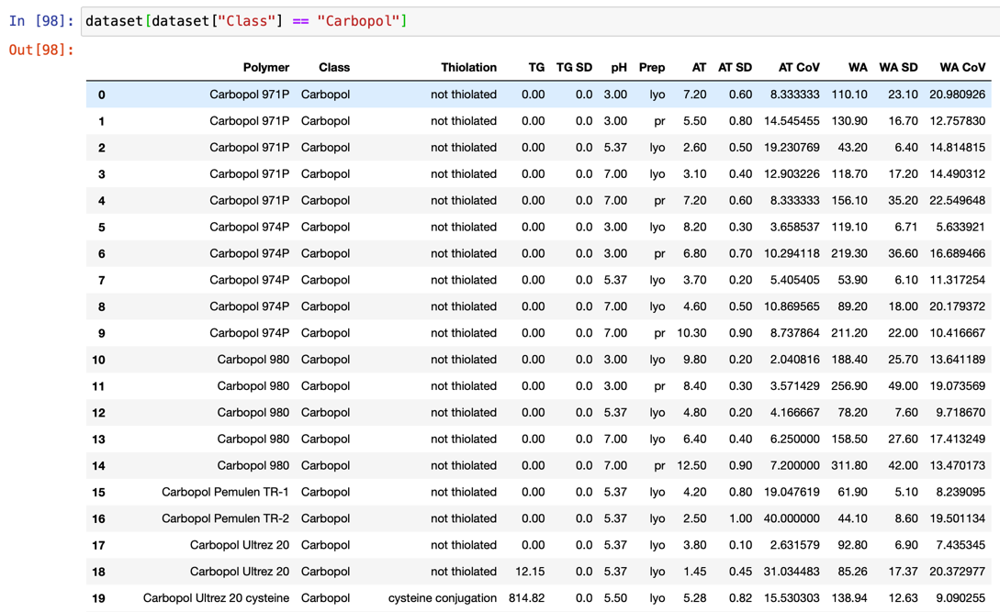 In [98]: dataset[dataset["Class"] == "Carbopol"]
Out[98]:
Polymer Class Thiolation TG TG SD pH Prep AT AT SD AT CoV WA WA SD WA CoV
0 Carbopol 971P Carbopol not thiolated 0.00 0.0 3.00 lyo 7.20 0.60 8.333333 110.10 23.10 20.980926
1 Carbopol 971P Carbopol not thiolated 0.00 0.0 3.00 pr 5.50 0.80 14.545455 130.90 16.70 12.757830
2 Carbopol 971P Carbopol not thiolated 0.00 0.0 5.37 lyo 2.60 0.50 19.230769 43.20 6.40 14.814815
3 Carbopol 971P Carbopol not thiolated 0.00 0.0 7.00 lyo 3.10 0.40 12.903226 118.70 17.20 14.490312
4 Carbopol 971P Carbopol not thiolated 0.00 0.0 7.00 pr 7.20 0.60 8.333333 156.10 35.20 22.549648
5 Carbopol 974P Carbopol not thiolated 0.00 0.0 3.00 lyo 8.20 0.30 3.658537 119.10 6.71 5.633921
6 Carbopol 974P Carbopol not thiolated 0.00 0.0 3.00 pr 6.80 0.70 10.294118 219.30 36.60 16.689466
7 Carbopol 974P Carbopol not thiolated 0.00 0.0 5.37 lyo 3.70 0.20 5.405405 53.90 6.10 11.317254
8 Carbopol 974P Carbopol not thiolated 0.00 0.0 7.00 lyo 4.60 0.50 10.869565 89.20 18.00 20.179372
9 Carbopol 974P Carbopol not thiolated 0.00 0.0 7.00 pr 10.30 0.90 8.737864 211.20 22.00 10.416667
10 Carbopol 980 Carbopol not thiolated 0.00 0.0 3.00 lyo 9.80 0.20 2.040816 188.40 25.70 13.641189
11 Carbopol 980 Carbopol not thiolated 0.00 0.0 3.00 pr 8.40 0.30 3.571429 256.90 49.00 19.073569
12 Carbopol 980 Carbopol not thiolated 0.00 0.0 5.37 lyo 4.80 0.20 4.166667 78.20 7.60 9.718670
13 Carbopol 980 Carbopol not thiolated 0.00 0.0 7.00 lyo 6.40 0.40 6.250000 158.50 27.60 17.413249
14 Carbopol 980 Carbopol not thiolated 0.00 0.0 7.00 pr 12.50 0.90 7.200000 311.80 42.00 13.470173
15 Carbopol Pemulen TR-1 Carbopol not thiolated 0.00 0.0 5.37 lyo 4.20 0.80 19.047619 61.90 5.10 8.239095
16 Carbopol Pemulen TR-2 Carbopol not thiolated 0.00 0.0 5.37 lyo 2.50 1.00 40.000000 44.10 8.60 19.501134
17 Carbopol Ultrez 20 Carbopol not thiolated 0.00 0.0 5.37 lyo 3.80 0.10 2.631579 92.80 6.90 7.435345
18 Carbopol Ultrez 20 Carbopol not thiolated 12.15 0.0 5.37 lyo 1.45 0.45 31.034483 85.26 17.37 20.372977
19 Carbopol Ultrez 20 cysteine Carbopol cysteine conjugation 814.82 0.0 5.50 lyo 5.28 0.82 15.530303 138.94 12.63 9.090255